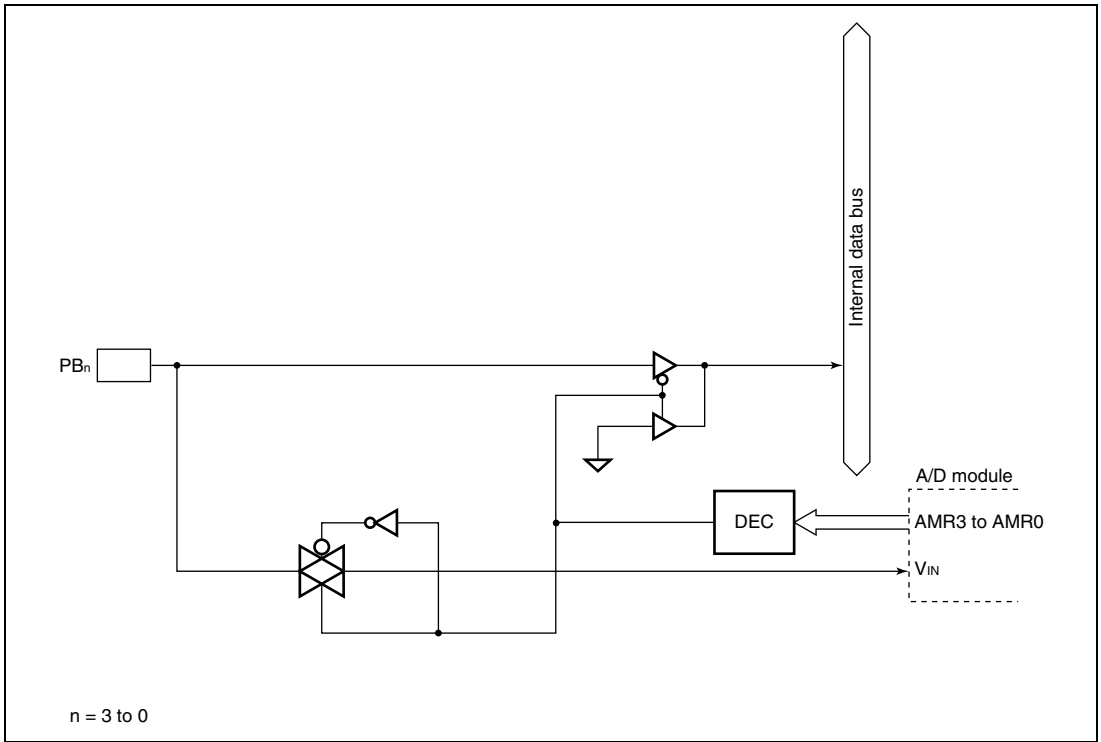 Internal data bus
PBn
A/D module
DEC
AMR3 to AMR0
VIN
n = 3 to 0